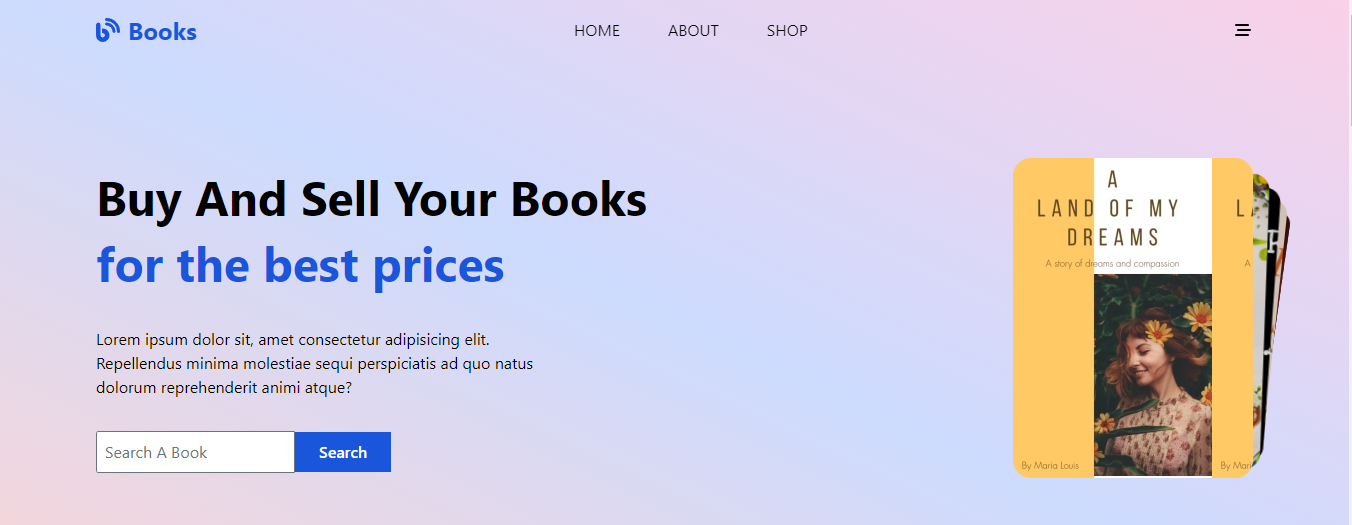 Books
HOME
ABOUT
SHOP
Buy And Sell Your Books
for the best prices
Lorem ipsum dolor sit, amet consectetur adipisicing elit.
Repellendus minima molestiae sequi perspiciatis ad quo natus
dolorum reprehenderit animi atque?
Search A Book
Search
A
LAND OF MY
DREAMS
A story of dreams and compassion
By Maria Louis
L
A
By Mari